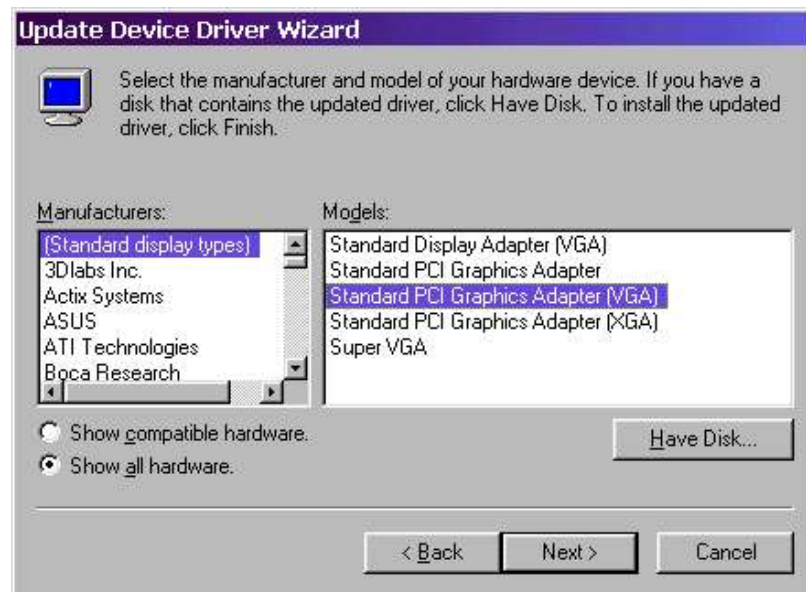 Update Device Driver Wizard
Select the manufacturer and model of your hardware device. If you have a
disk that contains the updated driver, click Have Disk. To install the updated
driver, click Finish.
Manufacturers:
(Standard display types)
3Dlabs Inc.
Actix Systems
ASUS
ATI Technologies
Boca Research
Models:
Standard Display Adapter (VGA)
Standard PCI Graphics Adapter
Standard PCI Graphics Adapter (VGA)
Standard PCI Graphics Adapter (XGA)
Super VGA
Show compatible hardware.
Show all hardware.
Have Disk...
< Back
Next >
Cancel